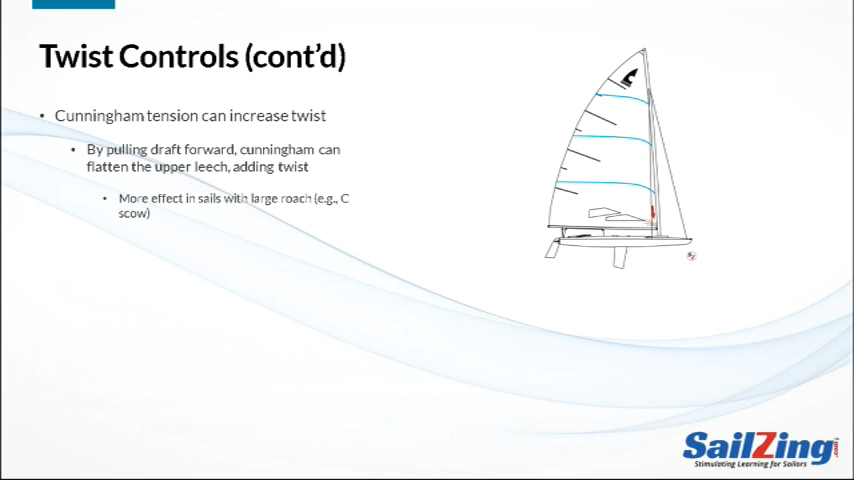 Twist Controls (cont’d)
• Cunningham tension can increase twist
• By pulling draft forward, cunningham can
flatten the upper leech, adding twist
• More effect in sails with large roach (e.g., C
scow)
SailZing.com
Stimulating Learning for Sailors